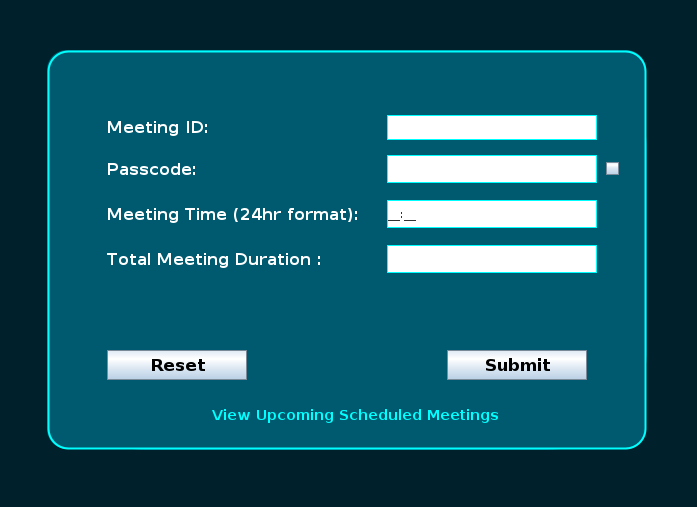 Meeting ID:
Passcode:
Meeting Time (24hr format): __:__
Total Meeting Duration :
Reset Submit
View Upcoming Scheduled Meetings